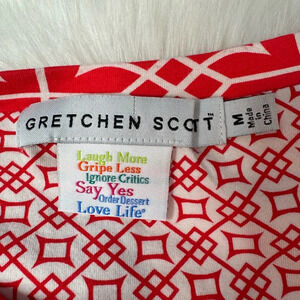 GRETCHEN SCOTT
M
Made in
China
Laugh More
Gripe Less
Ignore Critics
Say Yes
Order Dessert
Love Life®